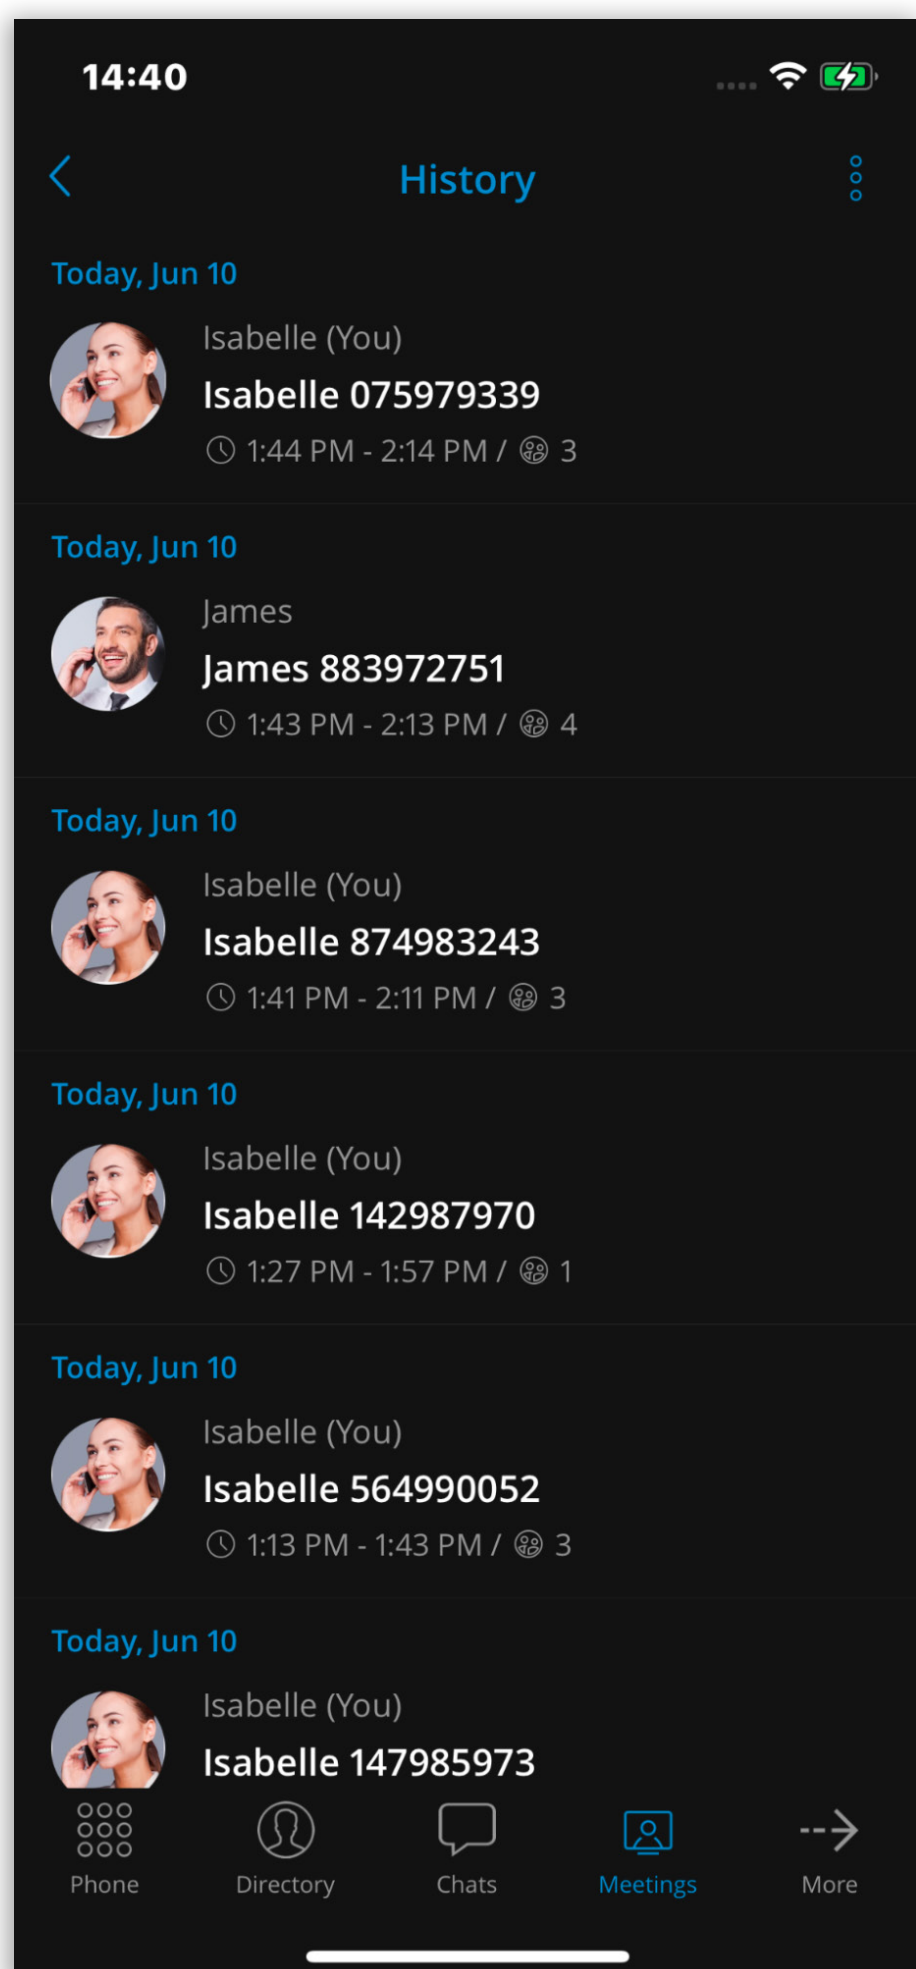 14:40
History
Today, Jun 10
Isabelle (You)
Isabelle 075979339
1:44 PM - 2:14 PM / 3
Today, Jun 10
James
James 883972751
1:43 PM - 2:13 PM / 4
Today, Jun 10
Isabelle (You)
Isabelle 874983243
1:41 PM - 2:11 PM / 3
Today, Jun 10
Isabelle (You)
Isabelle 142987970
1:27 PM - 1:57 PM / 1
Today, Jun 10
Isabelle (You)
Isabelle 564990052
1:13 PM - 1:43 PM / 3
Today, Jun 10
Isabelle (You)
Isabelle 147985973
Phone Directory Chats Meetings More